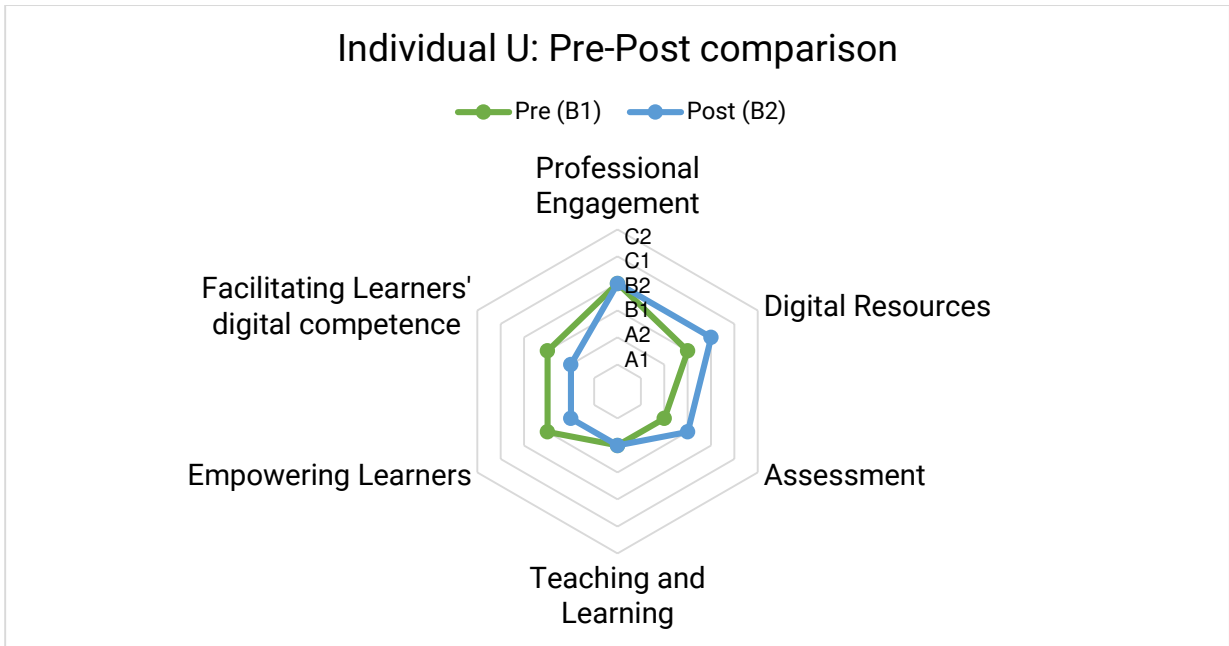 Individual U: Pre-Post comparison
Pre (B1)
Post (B2)
Professional
Engagement
C2
C1
B2
B1
A2
A1
Digital Resources
Assessment
Teaching and
Learning
Empowering Learners
Facilitating Learners'
digital competence